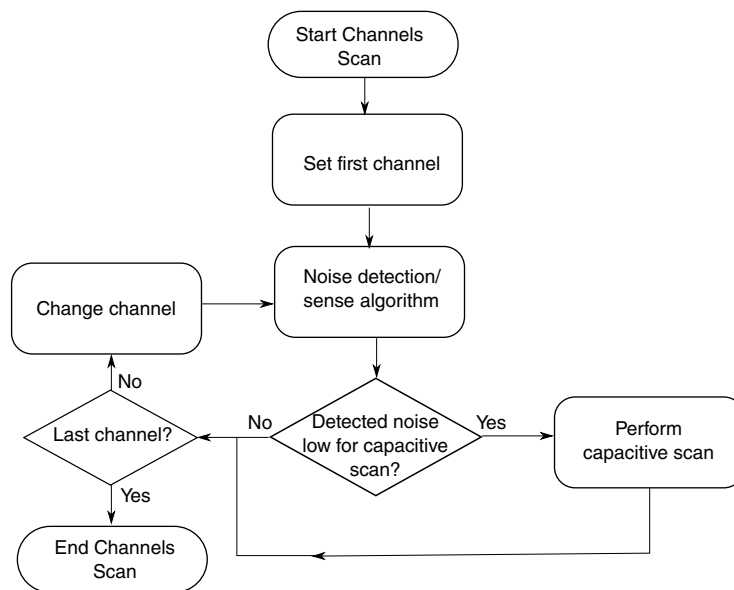 Start Channels
Scan
Set first channel
Noise detection/
sense algorithm
Change channel
No
Last channel?
No
Detected noise
low for capacitive
scan?
Yes
Perform
capacitive scan
Yes
End Channels
Scan